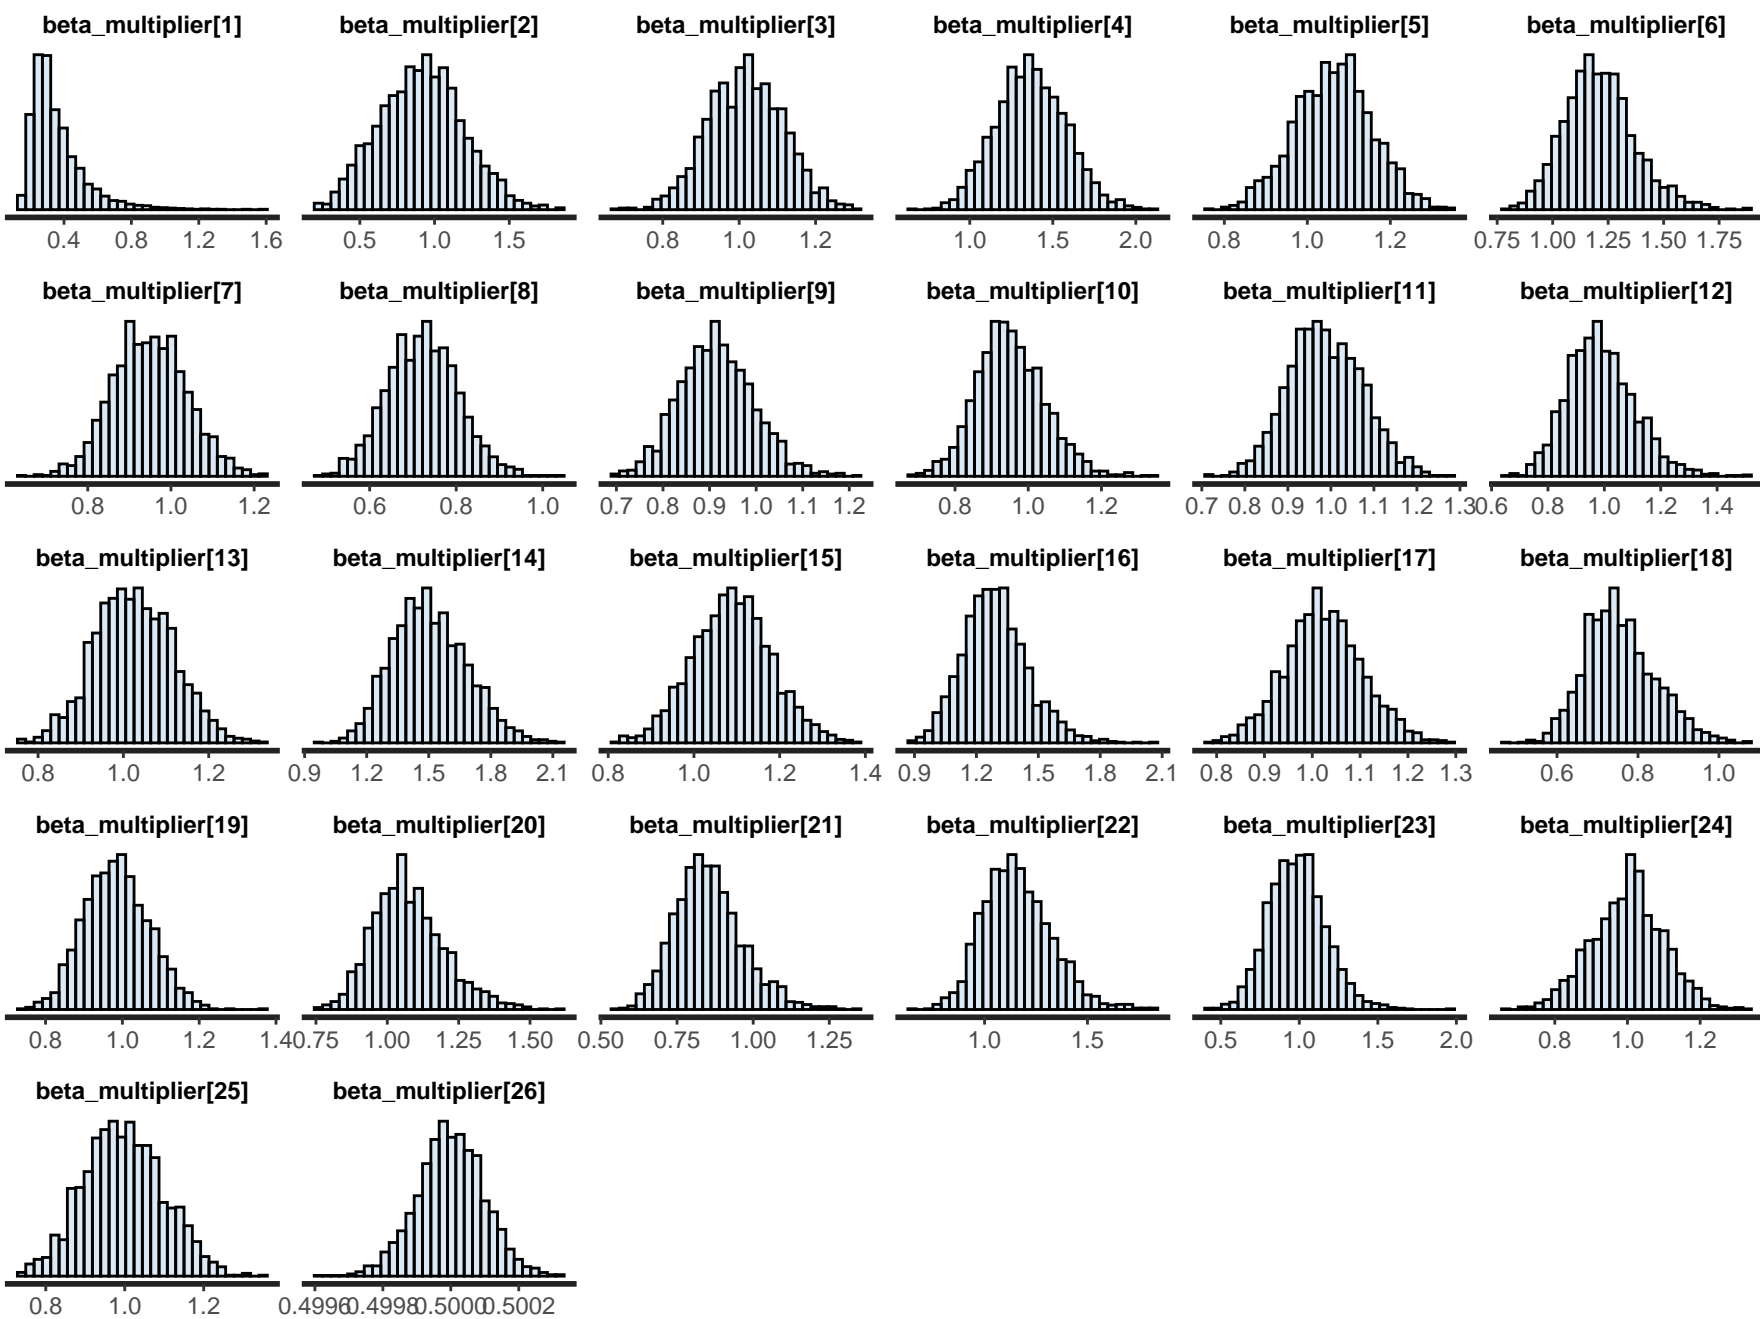 beta_multiplier[1] beta_multiplier[2] beta_multiplier[3] beta_multiplier[4] beta_multiplier[5] beta_multiplier[6]
0.4 0.8 1.2 1.6 0.5 1.0 1.5 0.8 1.0 1.2 1.0 1.5 2.0 0.8 1.0 1.2 0.75 1.00 1.25 1.50 1.75
beta_multiplier[7] beta_multiplier[8] beta_multiplier[9] beta_multiplier[10] beta_multiplier[11] beta_multiplier[12]
0.8 1.0 1.2 0.6 0.8 1.0 0.7 0.8 0.9 1.0 1.1 1.2 0.8 1.0 1.2 0.7 0.8 0.9 1.0 1.1 1.2 1.3 0.6 0.8 1.0 1.2 1.4
beta_multiplier[13] beta_multiplier[14] beta_multiplier[15] beta_multiplier[16] beta_multiplier[17] beta_multiplier[18]
0.8 1.0 1.2 0.9 1.2 1.5 1.8 2.1 0.8 1.0 1.2 1.4 0.9 1.2 1.5 1.8 2.1 0.8 0.9 1.0 1.1 1.2 1.3 0.6 0.8 1.0
beta_multiplier[19] beta_multiplier[20] beta_multiplier[21] beta_multiplier[22] beta_multiplier[23] beta_multiplier[24]
0.8 1.0 1.2 1.4 0.75 1.00 1.25 1.50 0.50 0.75 1.00 1.25 1.0 1.5 0.5 1.0 1.5 2.0 0.8 1.0 1.2
beta_multiplier[25] beta_multiplier[26]
0.8 1.0 1.2 0.4996 0.4998 0.5000 0.5002